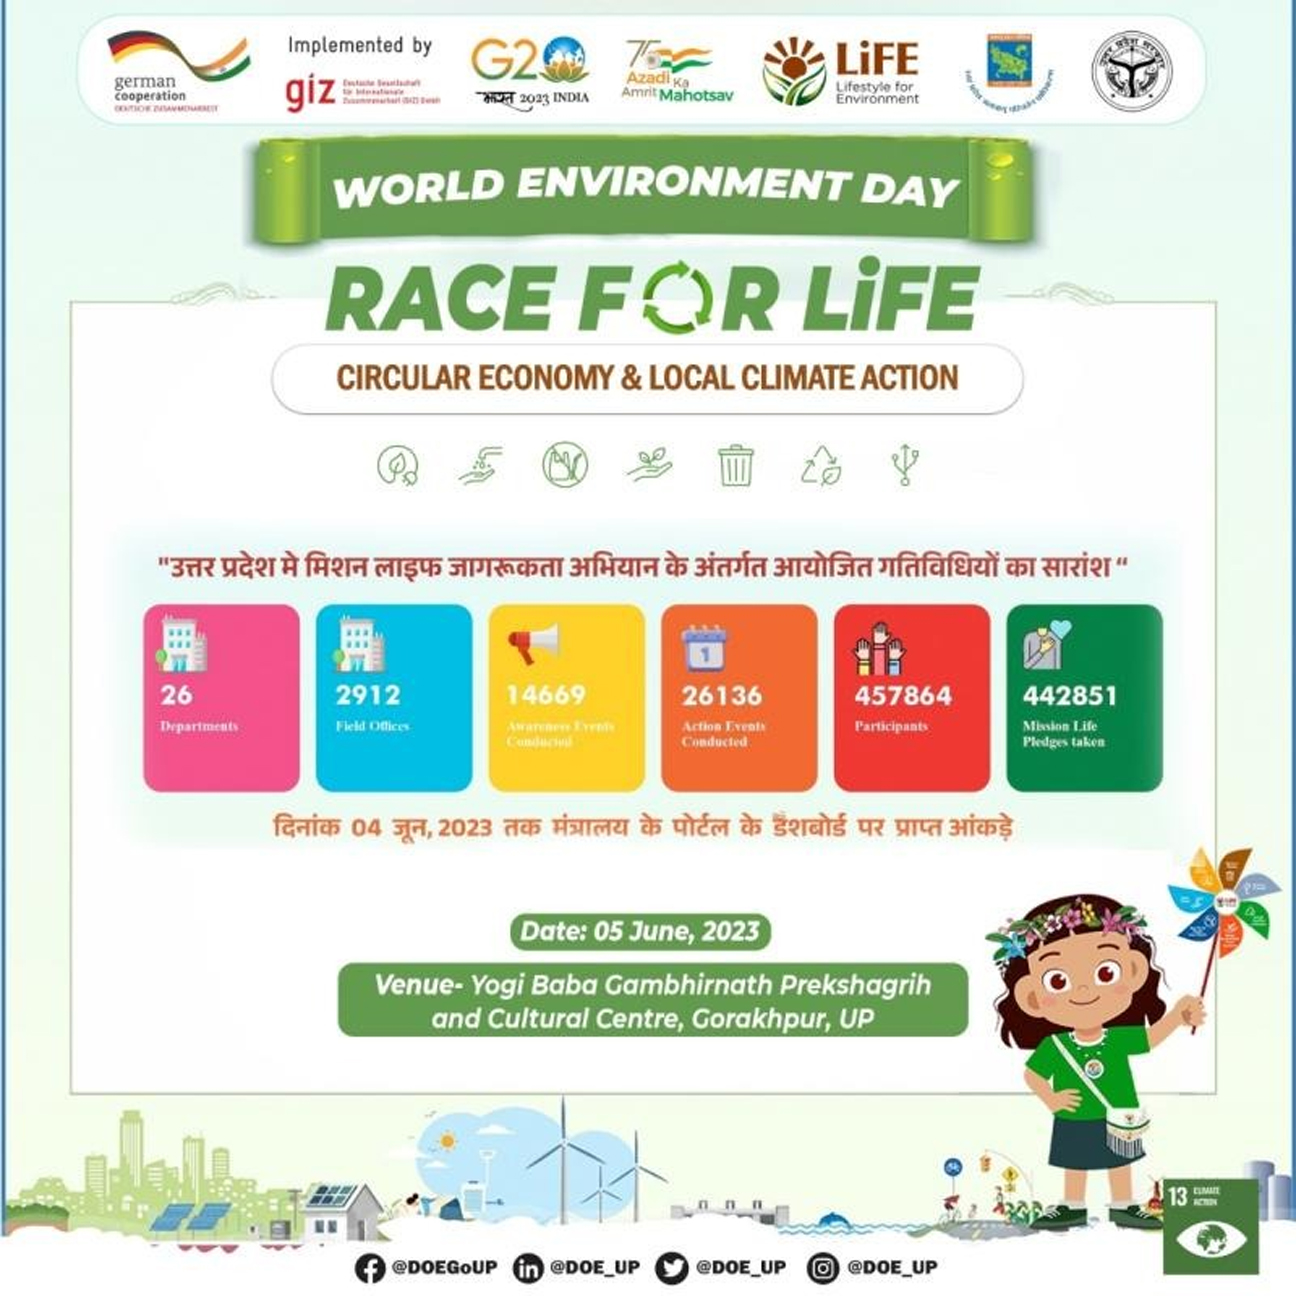 german
cooperation
DEUTSCHE ZUSAMMENARBEIT
Implemented by
giz Deutsche Gesellschaft
für Internationale
Zusammenarbeit (GIZ) GmbH
G20
भारत 2023 INDIA
75
Azadi Ka
Amrit Mahotsav
LiFE
Lifestyle for
Environment
WORLD ENVIRONMENT DAY
RACE FOR LiFE
CIRCULAR ECONOMY & LOCAL CLIMATE ACTION
"उत्तर प्रदेश मे मिशन लाइफ जागरूकता अभियान के अंतर्गत आयोजित गतिविधियों का सारांश “
26
Departments
2912
Field Offices
14669
Awareness Events
Conducted
1
26136
Action Events
Conducted
457864
Participants
442851
Mission Life
Pledges taken
दिनांक 04 जून, 2023 तक मंत्रालय के पोर्टल के डैशबोर्ड पर प्राप्त आंकड़े
Date: 05 June, 2023
Venue- Yogi Baba Gambhirnath Prekshagrih
and Cultural Centre, Gorakhpur, UP
13 CLIMATE
ACTION
@DOEGoUP @DOE_UP @DOE_UP @DOE_UP